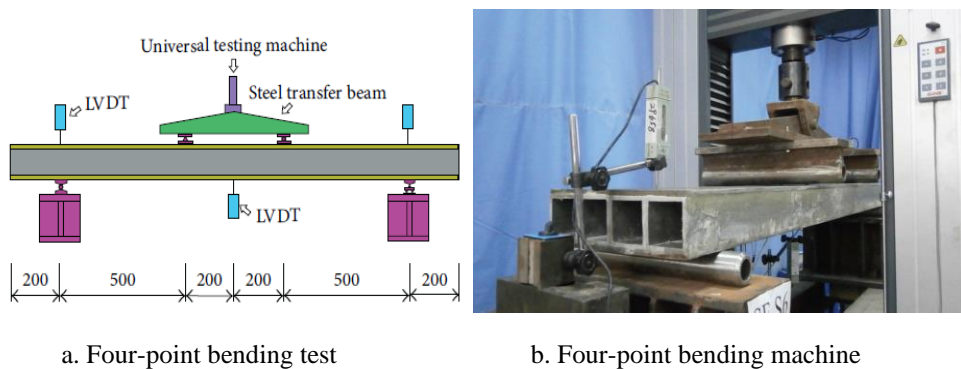 Universal testing machine
LVDT
Steel transfer beam
LVDT
200 500 200 200 500 200
a. Four-point bending test
b. Four-point bending machine